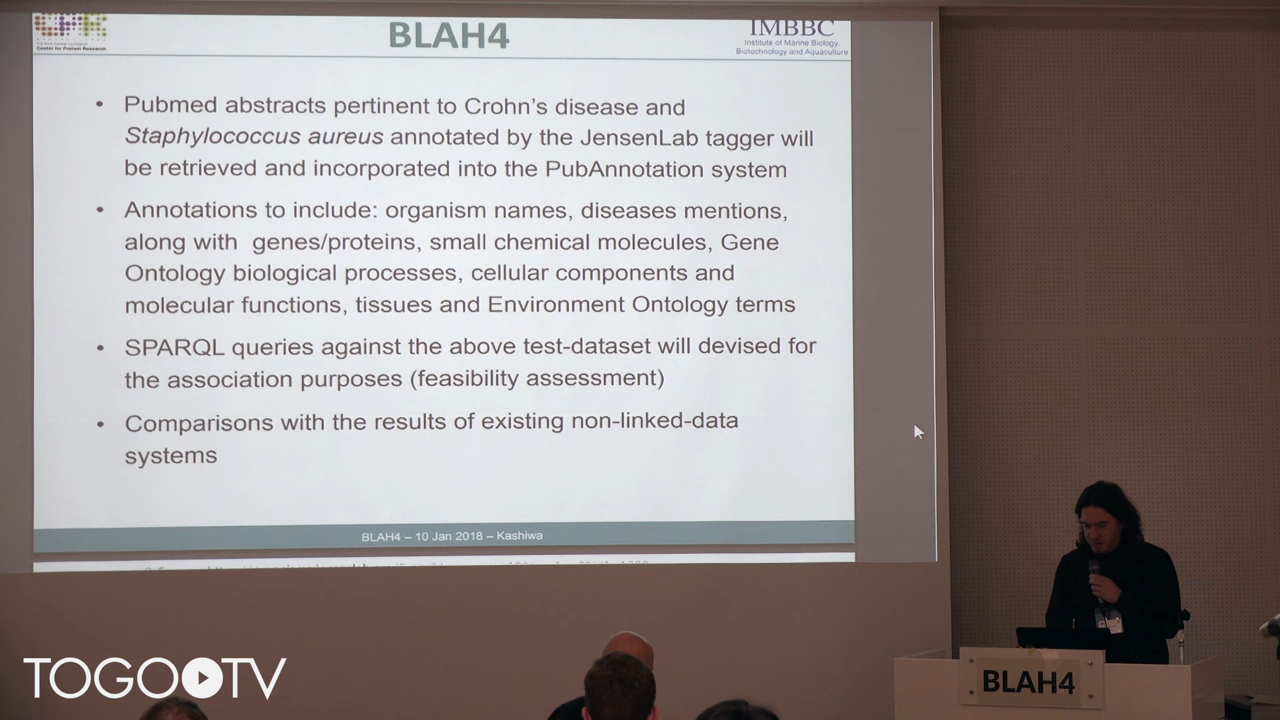 BLAH4
Center for Protein Research
IMBBC
Institute of Marine Biology,
Biotechnology and Aquaculture
• Pubmed abstracts pertinent to Crohn's disease and
Staphylococcus aureus annotated by the JensenLab tagger will
be retrieved and incorporated into the PubAnnotation system
• Annotations to include: organism names, diseases mentions,
along with genes/proteins, small chemical molecules, Gene
Ontology biological processes, cellular components and
molecular functions, tissues and Environment Ontology terms
• SPARQL queries against the above test-dataset will devised for
the association purposes (feasibility assessment)
• Comparisons with the results of existing non-linked-data
systems
BLAH4 – 10 Jan 2018 – Kashiwa
BLAH4
TOGO TV